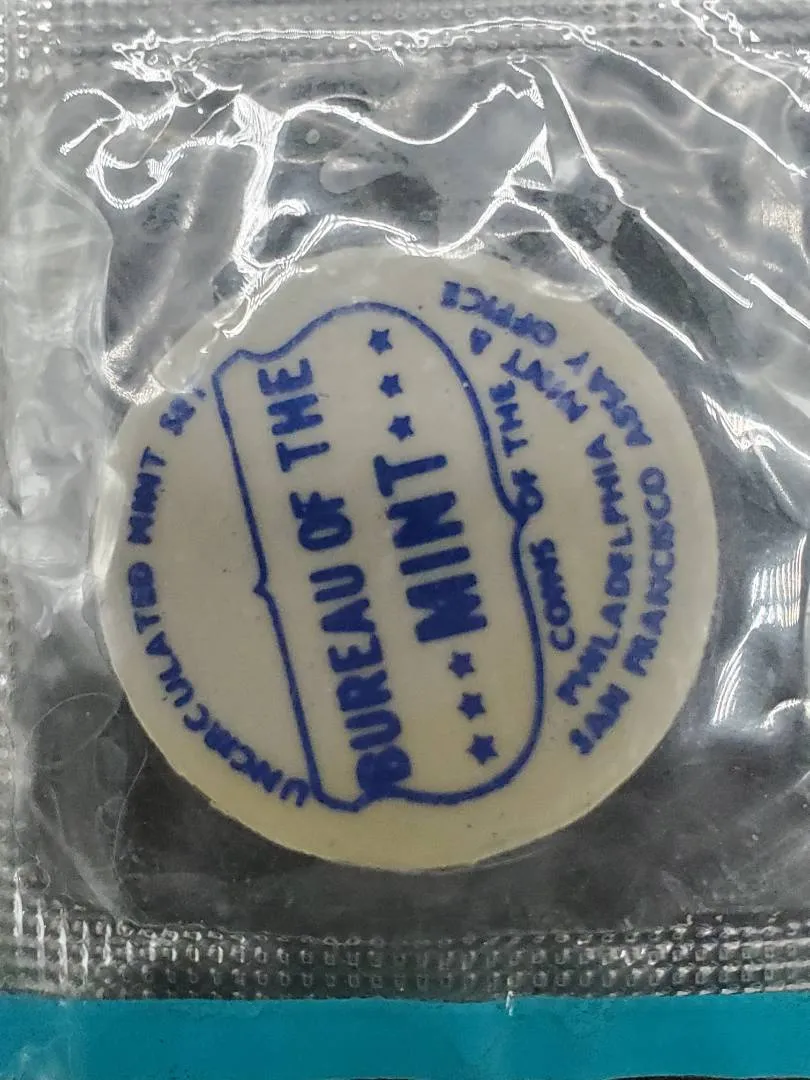 UNCIRCULATED MINT SET
BUREAU OF THE
MINT
COINS OF THE
PHILADELPHIA MINT &
SAN FRANCISCO ASSAY OFFICE